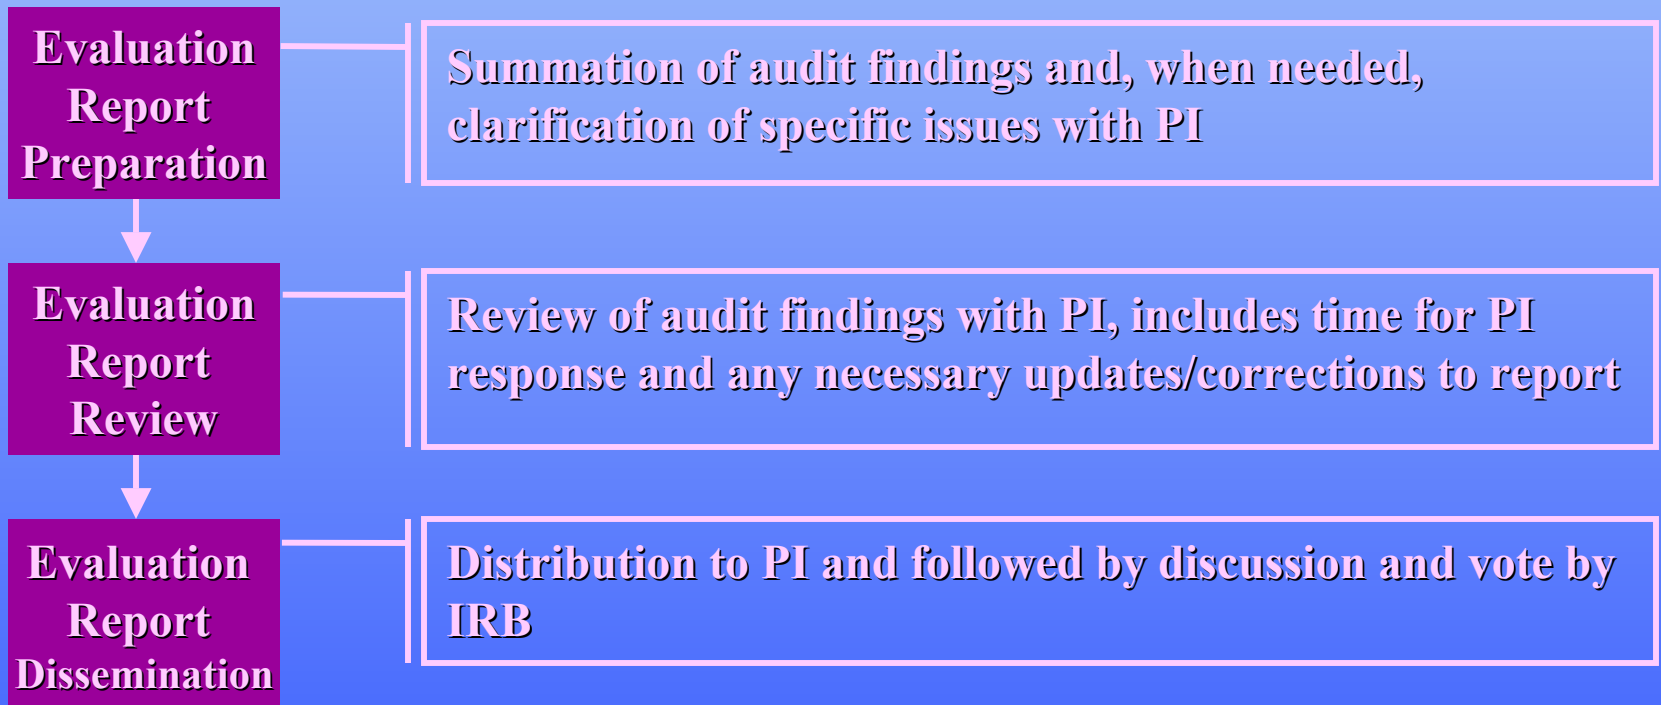 Evaluation
Report
Preparation
Summation of audit findings and, when needed,
clarification of specific issues with PI
Evaluation
Report
Review
Review of audit findings with PI, includes time for PI
response and any necessary updates/corrections to report
Evaluation
Report
Dissemination
Distribution to PI and followed by discussion and vote by
IRB